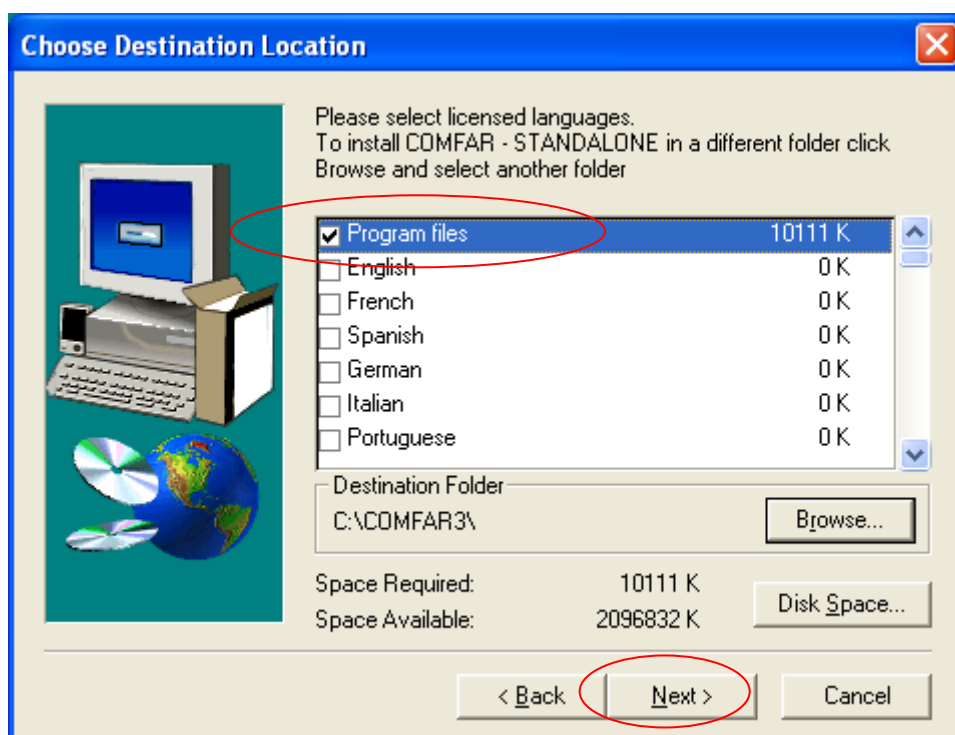 Choose Destination Location
Please select licensed languages.
To install COMFAR - STANDALONE in a different folder click
Browse and select another folder
Program files 10111 K
English 0 K
French 0 K
Spanish 0 K
German 0 K
Italian 0 K
Portuguese 0 K
Destination Folder
C:\COMFAR3\ Browse...
Space Required: 10111 K
Space Available: 2096832 K
Disk Space...
< Back Next > Cancel